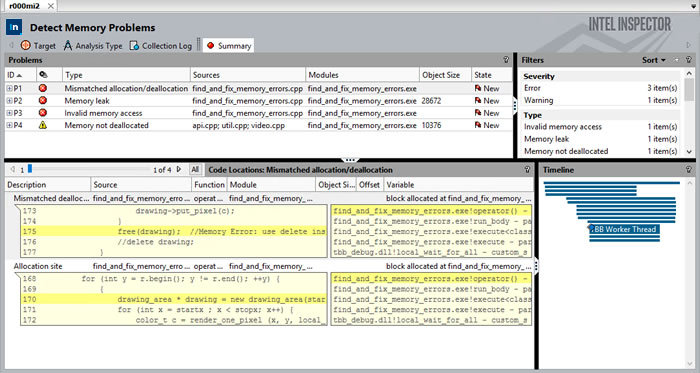 r000mi2
In
Detect Memory Problems
INTEL INSPECTOR
Target Analysis Type Collection Log Summary
Problems
ID Type Sources Modules Object Size State
P1 Mismatched allocation/deallocation find_and_fix_memory_errors.cpp find_and_fix_memory_errors.exe New
P2 Memory leak find_and_fix_memory_errors.cpp find_and_fix_memory_errors.exe 28672 New
P3 Invalid memory access find_and_fix_memory_errors.cpp find_and_fix_memory_errors.exe New
P4 Memory not deallocated api.cpp; util.cpp; video.cpp find_and_fix_memory_errors.exe 10376 New
Filters Sort
Severity
Error 3 item(s)
Warning 1 item(s)
Type
Invalid memory access 1 item(s)
Memory leak 1 item(s)
Memory not deallocated 1 item(s)
1 1 of 4 All Code Locations: Mismatched allocation/deallocation
Description Source Function Module Object Si... Offset Variable
Mismatched dealloc... find_and_fix_memory_erro... operat... find_and_fix_memory_... block allocated at find_and_fix_memory_...
173 drawing->put_pixel(c);
174 }
175 free(drawing); //Memory Error: use delete ins
176 //delete drawing;
177 }
find_and_fix_memory_errors.exe!operator() -
find_and_fix_memory_errors.exe!run_body - par
find_and_fix_memory_errors.exe!execute<class
find_and_fix_memory_errors.exe!execute - par
tbb_debug.dll!local_wait_for_all - custom_s
Allocation site find_and_fix_memory_erro... operat... find_and_fix_memory_... block allocated at find_and_fix_memory_...
168 for (int y = r.begin(); y != r.end(); ++y) {
169 {
170 drawing_area * drawing = new drawing_area(star
171 for (int x = startx ; x < stopx; x++) {
172 color_t c = render_one_pixel (x, y, local_
find_and_fix_memory_errors.exe!operator() -
find_and_fix_memory_errors.exe!run_body - par
find_and_fix_memory_errors.exe!execute<class
find_and_fix_memory_errors.exe!execute - par
tbb_debug.dll!local_wait_for_all - custom_s
Timeline
BB Worker Thread